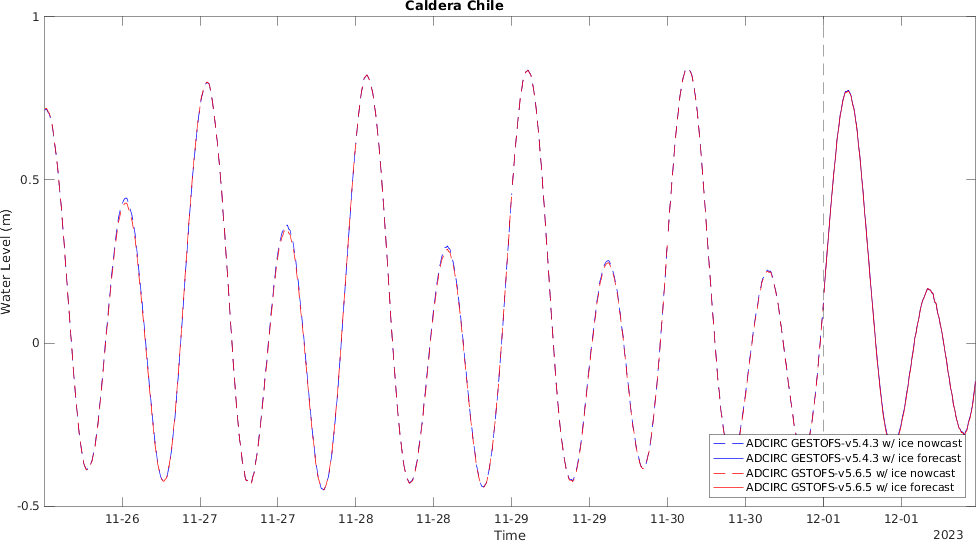 Caldera Chile
1
0.5
0
-0.5
Water Level (m)
ADCIRC GESTOFS-v5.4.3 w/ ice nowcast
ADCIRC GESTOFS-v5.4.3 w/ ice forecast
ADCIRC GSTOFS-v5.6.5 w/ ice nowcast
ADCIRC GSTOFS-v5.6.5 w/ ice forecast
11-26 11-27 11-27 11-28 11-28 11-29 11-29 11-30 11-30 12-01 12-01
Time
2023